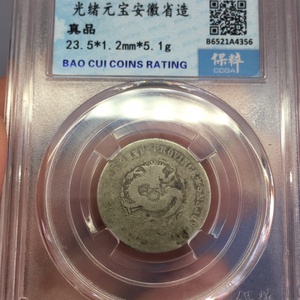 光绪元宝安徽省造
真品
23.5*1.2mm*5.1g
BAO CUI COINS RATING
B6521A4356
保粹
CCGA